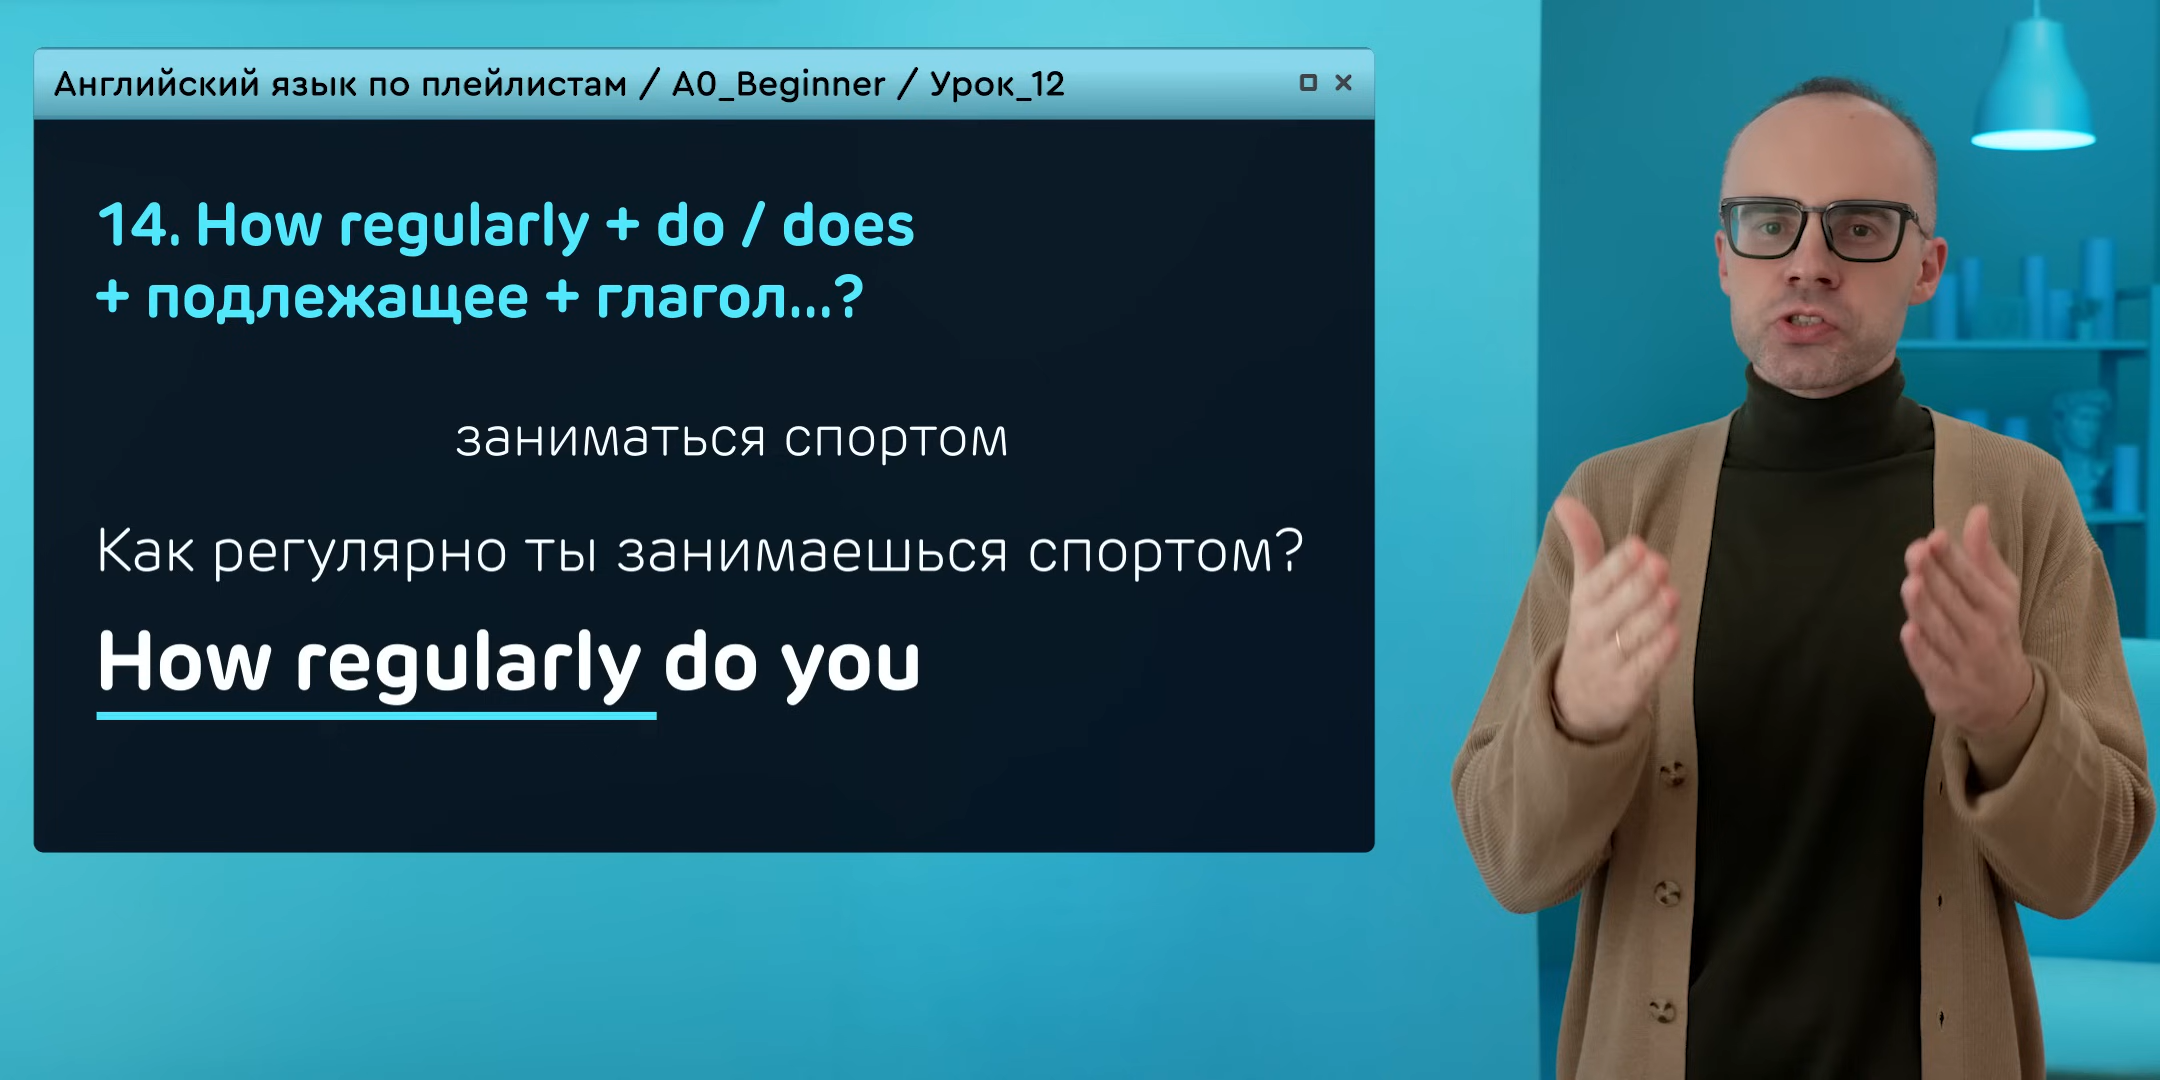 Английский язык по плейлистам / A0_Beginner / Урок_12
14. How regularly + do / does
+ подлежащее + глагол...?
заниматься спортом
Как регулярно ты занимаешься спортом?
How regularly do you